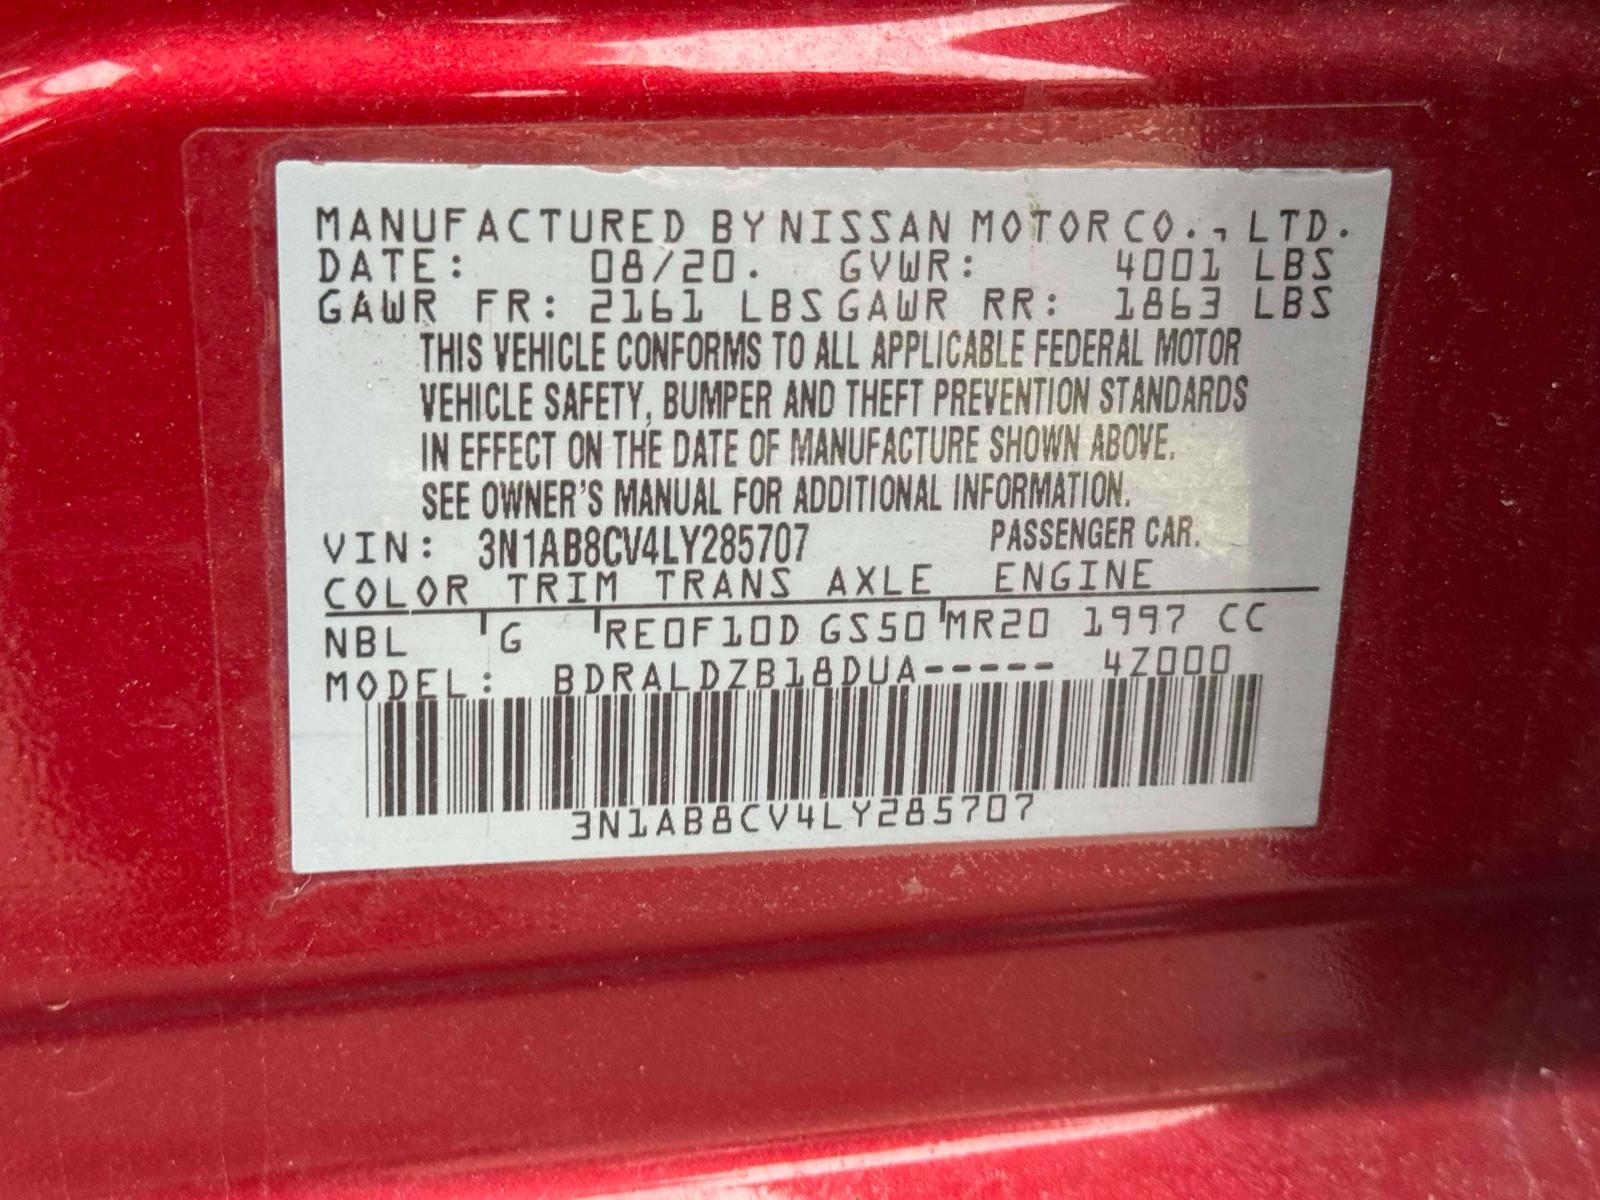 MANUFACTURED BY NISSAN MOTOR CO., LTD.
DATE: 08/20. GVWR: 4001 LBS
GAWR FR: 2161 LBS GAWR RR: 1863 LBS
THIS VEHICLE CONFORMS TO ALL APPLICABLE FEDERAL MOTOR
VEHICLE SAFETY, BUMPER AND THEFT PREVENTION STANDARDS
IN EFFECT ON THE DATE OF MANUFACTURE SHOWN ABOVE.
SEE OWNER'S MANUAL FOR ADDITIONAL INFORMATION.
VIN: 3N1AB8CV4LY285707 PASSENGER CAR.
COLOR TRIM TRANS AXLE ENGINE
NBL G RE0F10D GS50 MR20 1997 CC
MODEL: BDRALDZB18DUA----- 4Z000
3N1AB8CV4LY285707